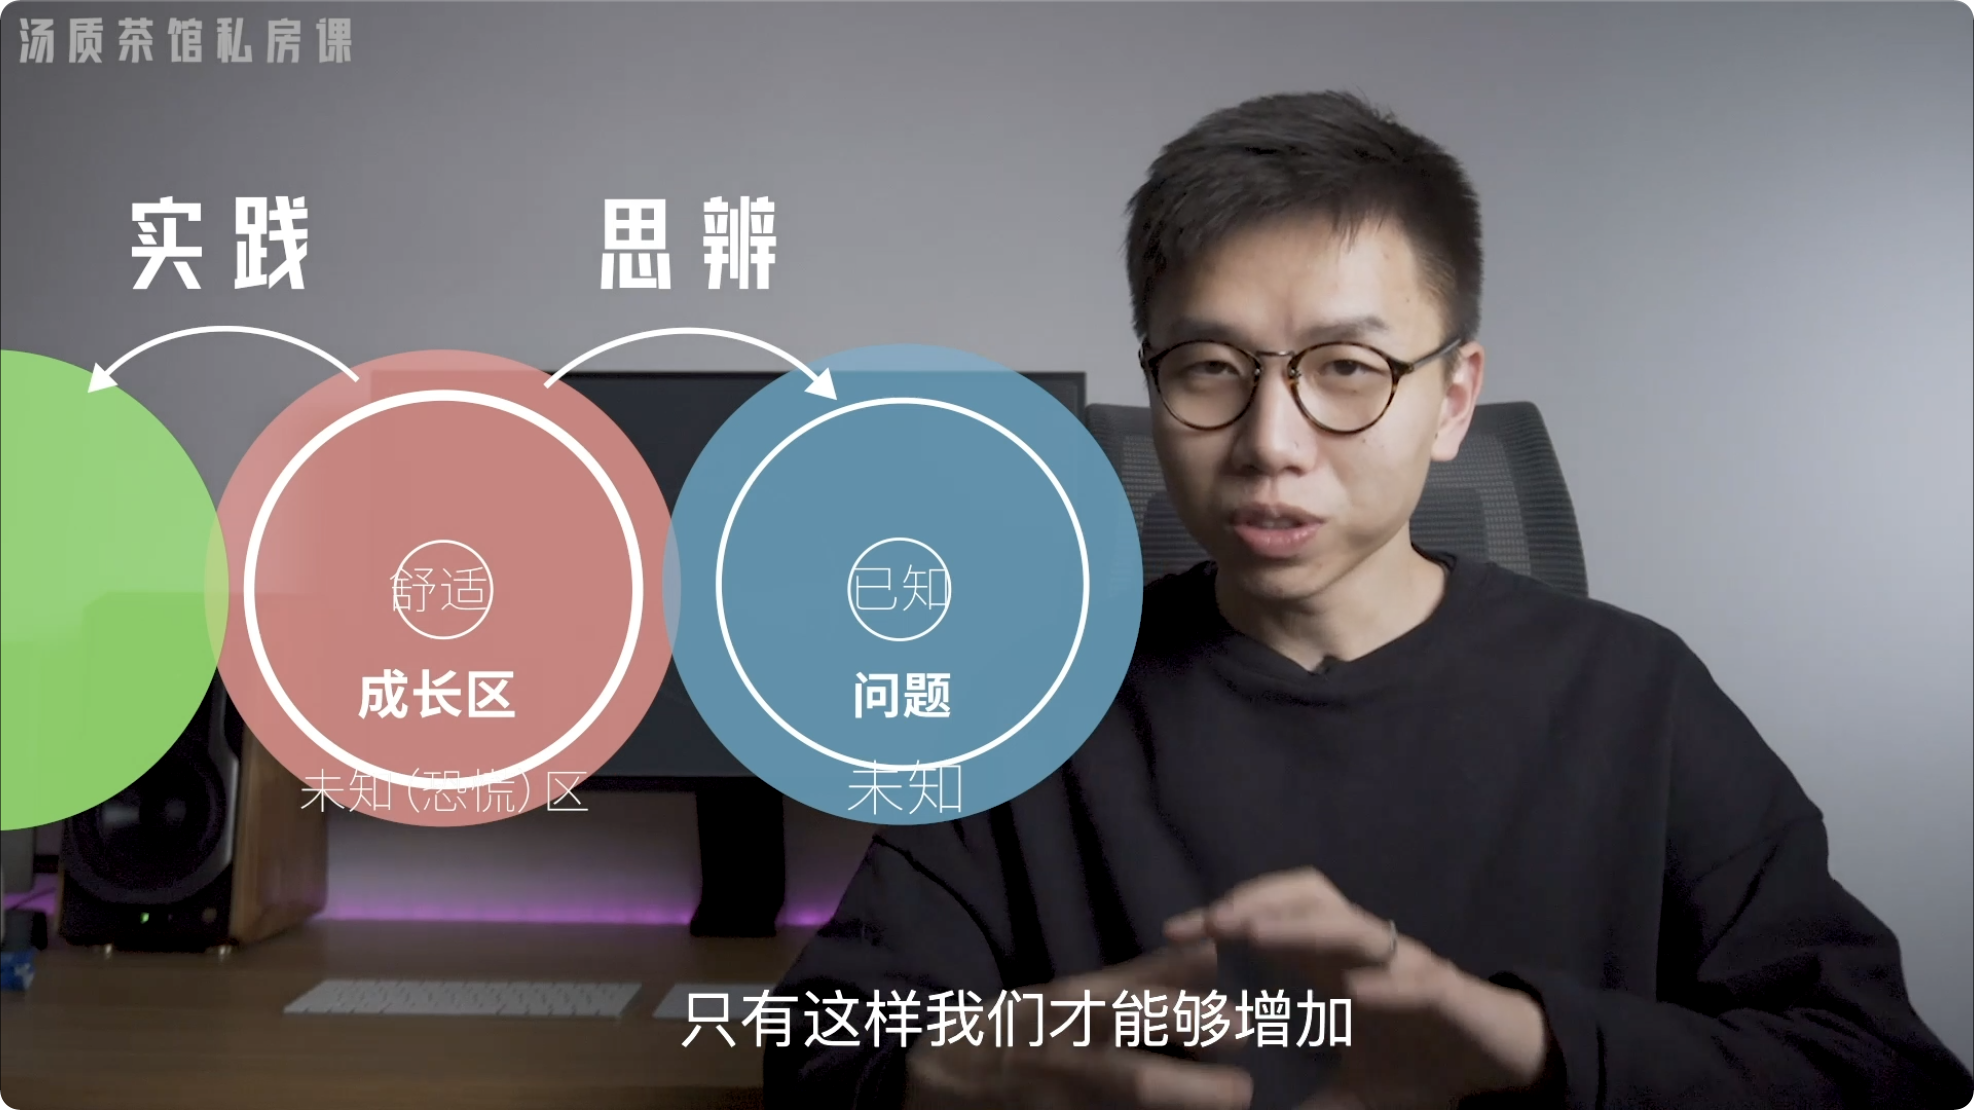 汤质茶馆私房课
实践
思辨
舒适
已知
成长区
问题
未知(恐慌)区
未知
只有这样我们才能够增加